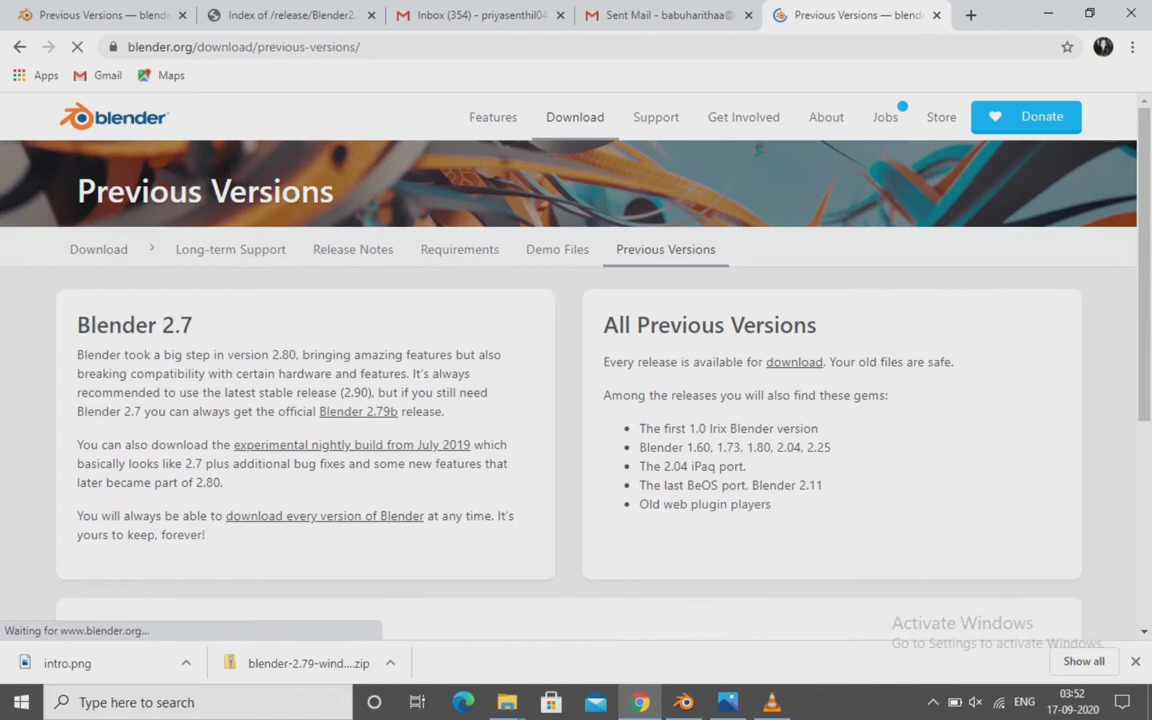 Previous Versions — blende
Index of /release/Blender2.
Inbox (354) - priyasenthil04
Sent Mail - babuharithaa@
Previous Versions — blende
blender.org/download/previous-versions/
Apps
Gmail
Maps
blender
Features
Download
Support
Get Involved
About
Jobs
Store
Donate
Previous Versions
Download
Long-term Support
Release Notes
Requirements
Demo Files
Previous Versions
Blender 2.7
Blender took a big step in version 2.80, bringing amazing features but also
breaking compatibility with certain hardware and features. It's always
recommended to use the latest stable release (2.90), but if you still need
Blender 2.7 you can always get the official Blender 2.79b release.
You can also download the experimental nightly build from July 2019 which
basically looks like 2.7 plus additional bug fixes and some new features that
later became part of 2.80.
You will always be able to download every version of Blender at any time. It's
yours to keep, forever!
All Previous Versions
Every release is available for download. Your old files are safe.
Among the releases you will also find these gems:
The first 1.0 Irix Blender version
Blender 1.60, 1.73, 1.80, 2.04, 2.25
The 2.04 iPaq port.
The last BeOS port, Blender 2.11
Old web plugin players
Waiting for www.blender.org...
Activate Windows
Go to Settings to activate Windows.
intro.png
blender-2.79-wind....zip
Show all
Type here to search
ENG
03:52
17-09-2020